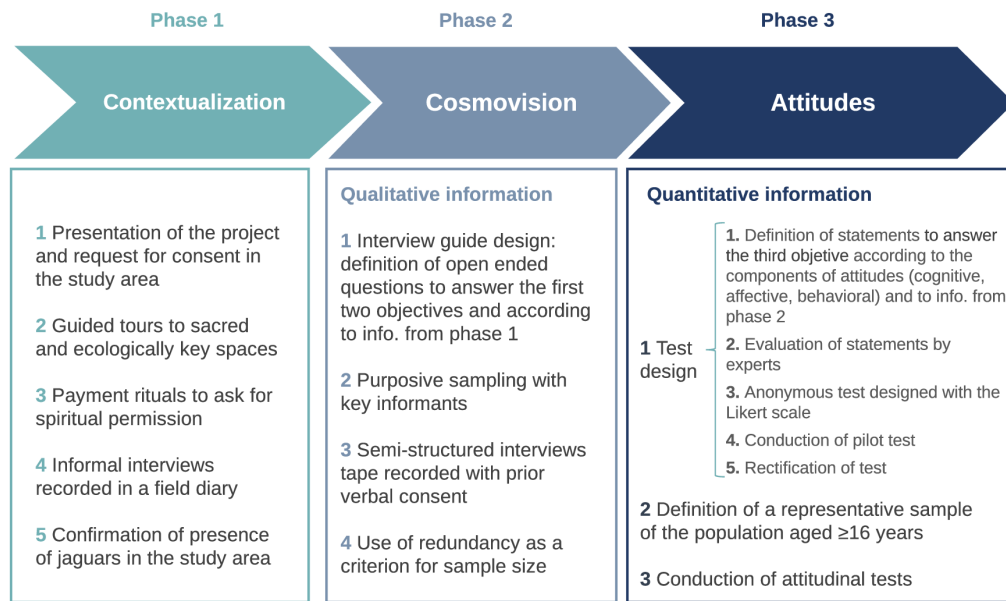 Phase 1
Phase 2
Phase 3
Contextualization
Cosmovision
Attitudes
1 Presentation of the project
and request for consent in
the study area
2 Guided tours to sacred
and ecologically key spaces
3 Payment rituals to ask for
spiritual permission
4 Informal interviews
recorded in a field diary
5 Confirmation of presence
of jaguars in the study area
Qualitative information
1 Interview guide design:
definition of open ended
questions to answer the first
two objectives and according
to info. from phase 1
2 Purposive sampling with
key informants
3 Semi-structured interviews
tape recorded with prior
verbal consent
4 Use of redundancy as a
criterion for sample size
Quantitative information
1 Test
design
1. Definition of statements to answer
the third objetive according to the
components of attitudes (cognitive,
affective, behavioral) and to info. from
phase 2
2. Evaluation of statements by
experts
3. Anonymous test designed with the
Likert scale
4. Conduction of pilot test
5. Rectification of test
2 Definition of a representative sample
of the population aged ≥16 years
3 Conduction of attitudinal tests